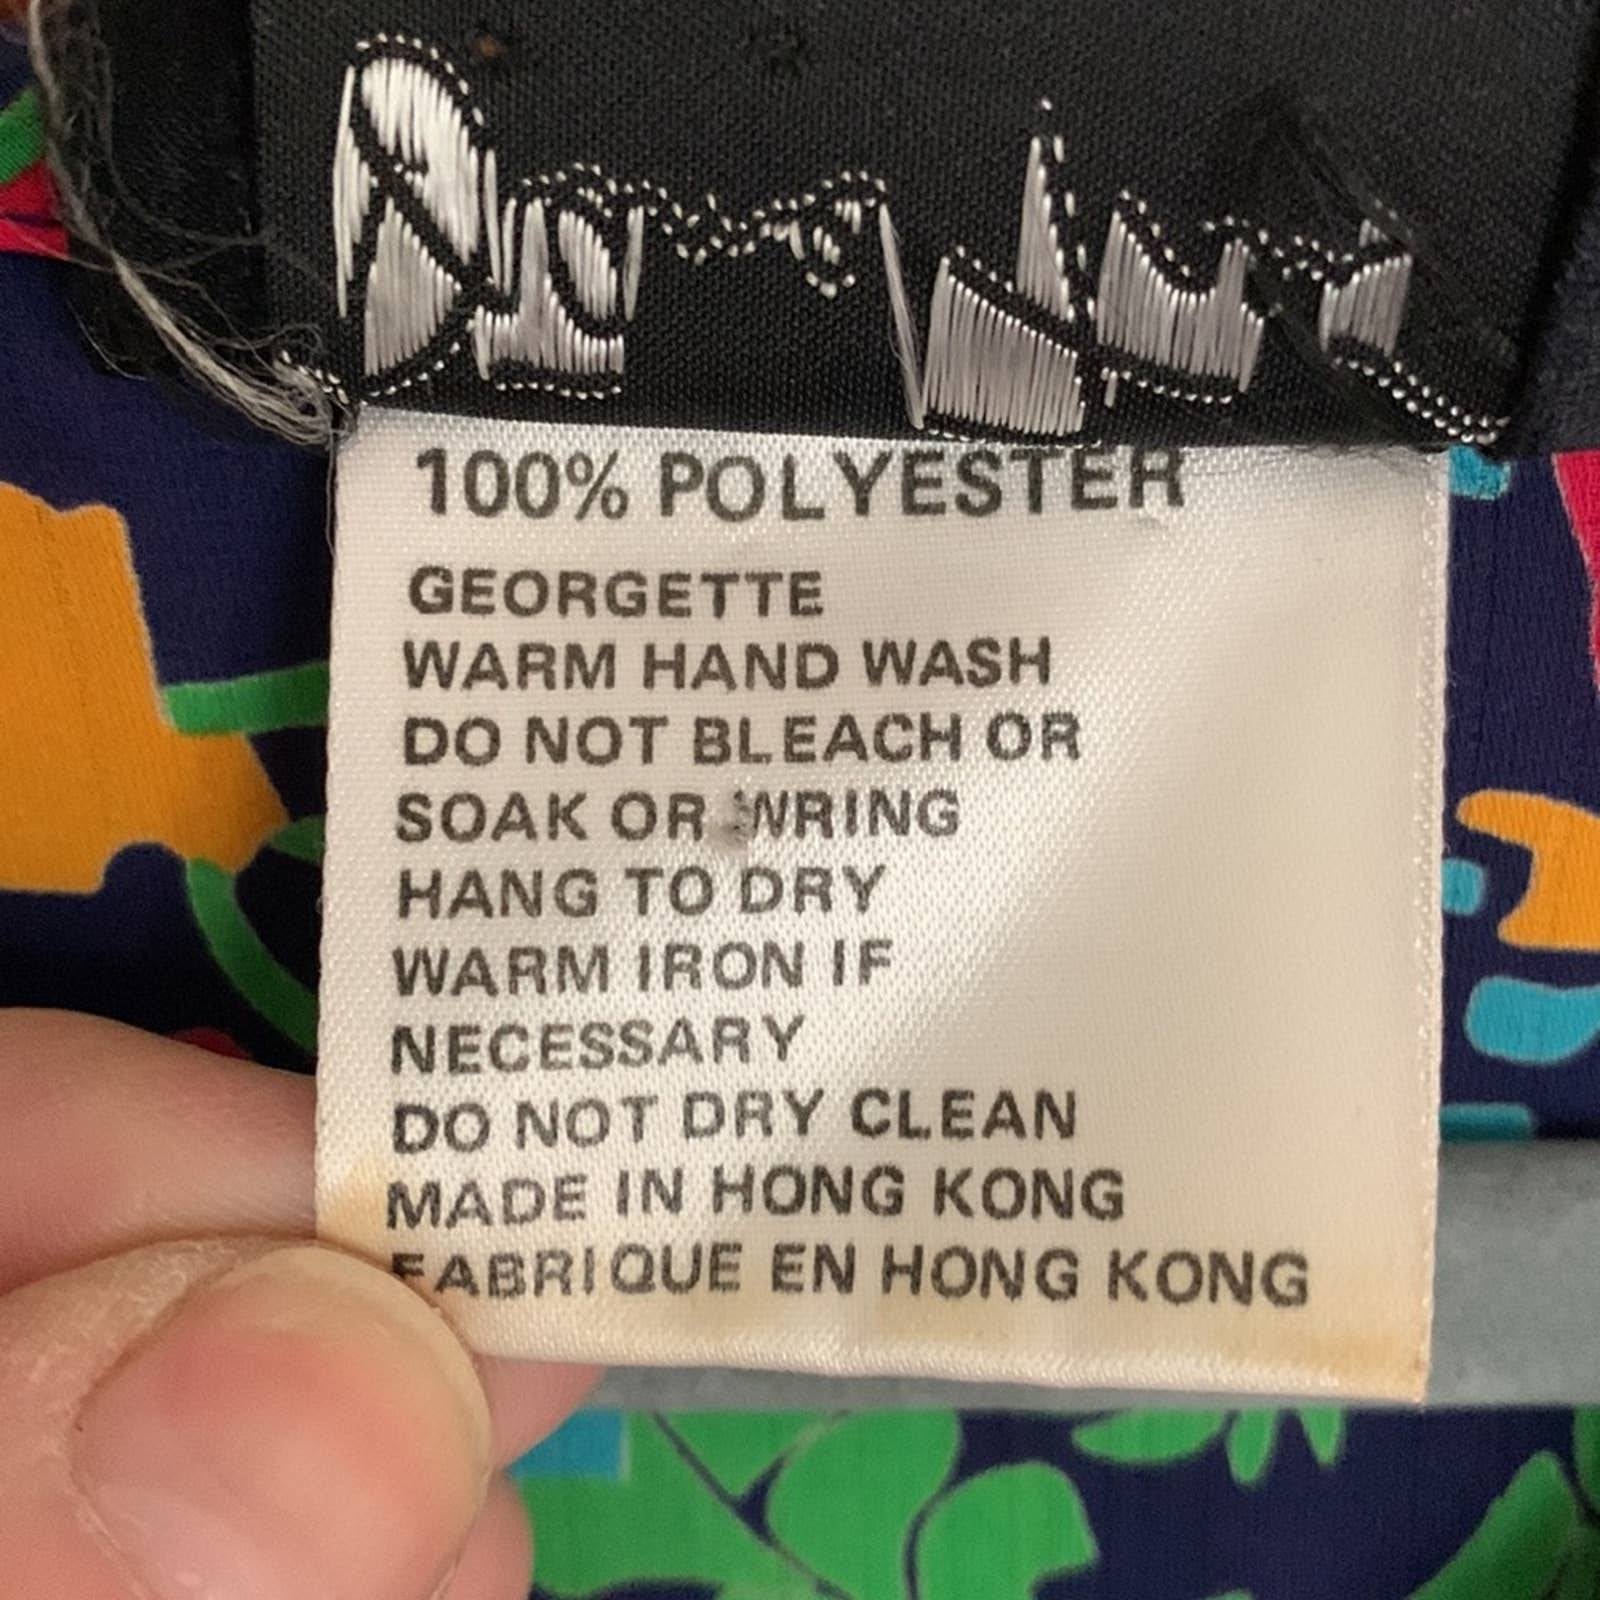 100% POLYESTER
GEORGETTE
WARM HAND WASH
DO NOT BLEACH OR
SOAK OR WRING
HANG TO DRY
WARM IRON IF
NECESSARY
DO NOT DRY CLEAN
MADE IN HONG KONG
FABRIQUE EN HONG KONG